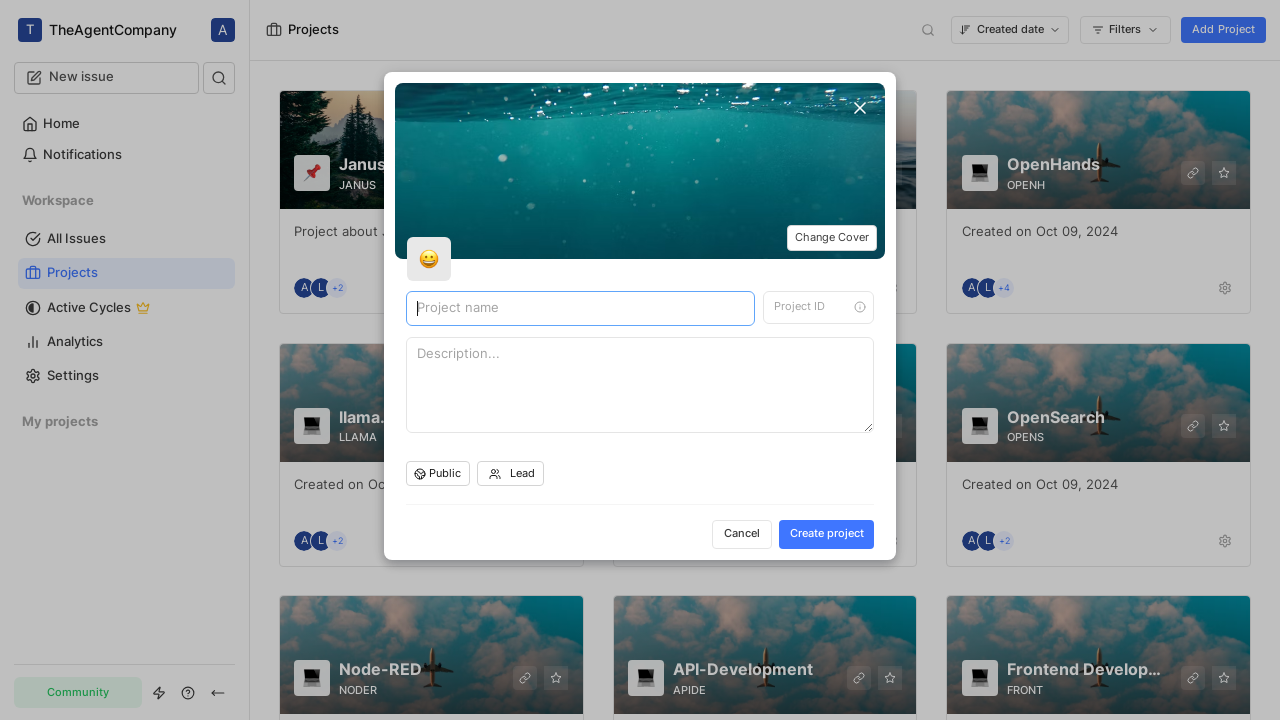 T TheAgentCompany A
New issue
Home
Notifications
Workspace
All Issues
Projects
Active Cycles
Analytics
Settings
My projects
Community
Projects
Created date
Filters
Add Project
Janus
JANUS
Project about
A L +2
OpenHands
OPENH
Created on Oct 09, 2024
A L +4
Change Cover
Project name
Project ID
Description...
Public
Lead
Cancel
Create project
llama.
LLAMA
Created on Oc
A L +2
OpenSearch
OPENS
Created on Oct 09, 2024
A L +2
Node-RED
NODER
API-Development
APIDE
Frontend Develop...
FRONT